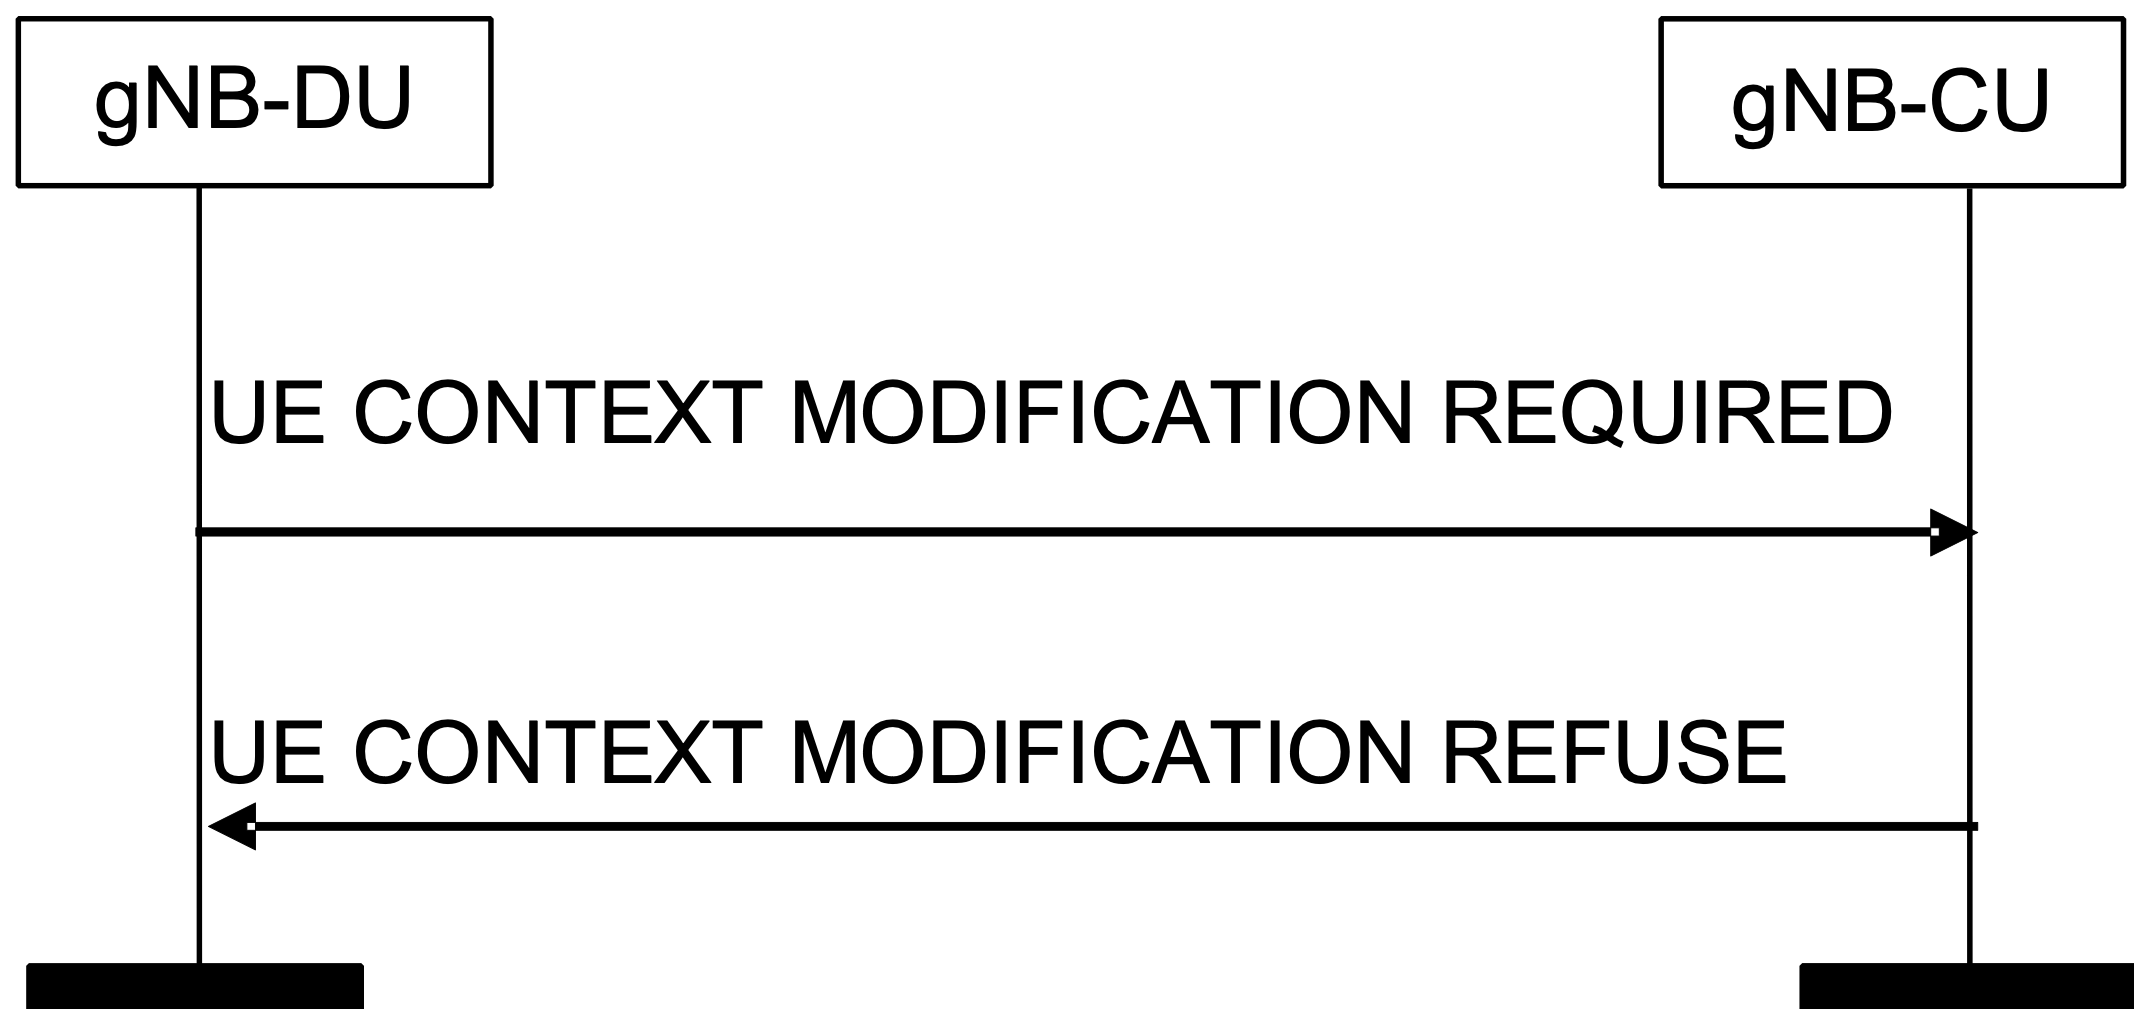 gNB-DU
gNB-CU
UE CONTEXT MODIFICATION REQUIRED
UE CONTEXT MODIFICATION REFUSE